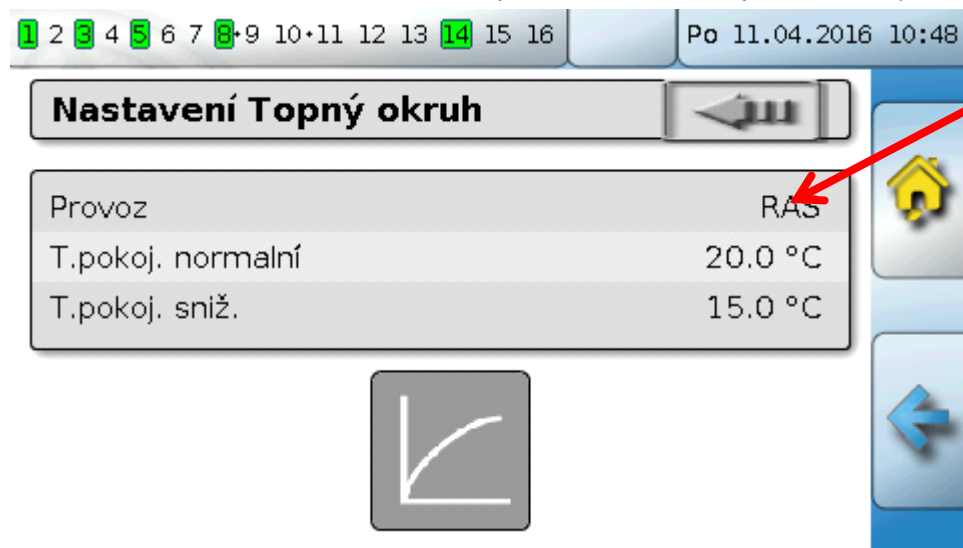 1 2 3 4 5 6 7 8·9 10·11 12 13 14 15 16 Po 11.04.2016 10:48
Nastavení Topný okruh
Provoz RAS
T.pokoj. normalní 20.0 °C
T.pokoj. sniž. 15.0 °C